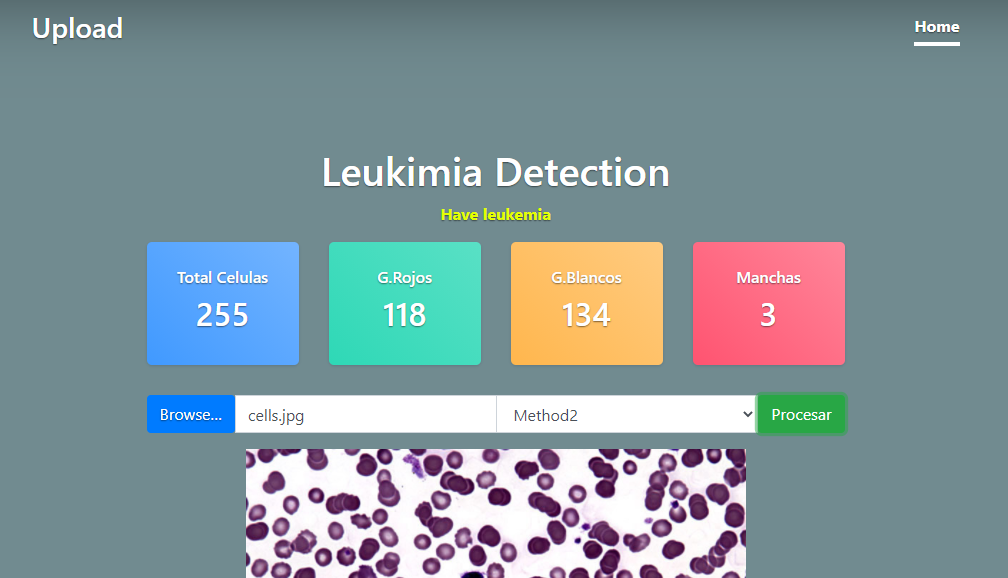 Upload
Home
Leukimia Detection
Have leukemia
Total Celulas
255
G.Rojos
118
G.Blancos
134
Manchas
3
Browse...
cells.jpg
Method2
Procesar